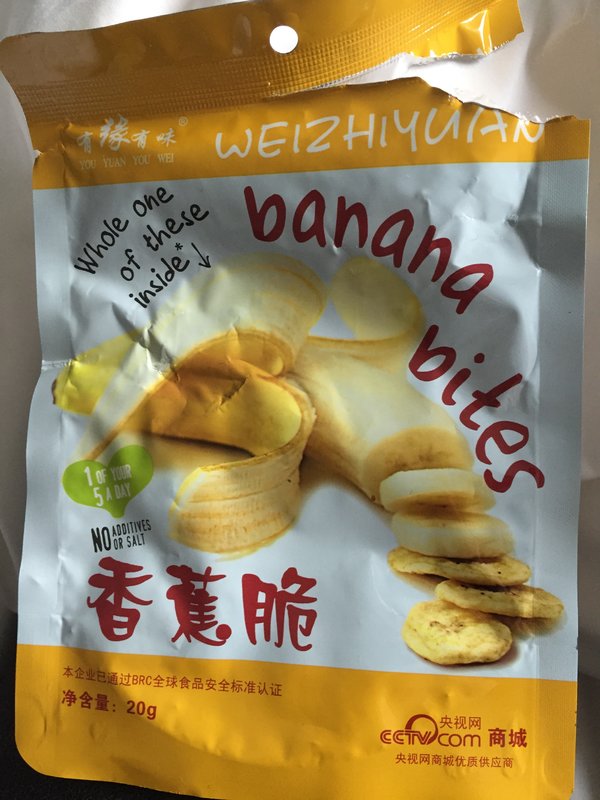 有缘有味®
YOU YUAN YOU WEI
WEIZHIYUAN
Whole one
of these
inside*↓
banana
bites
1 OF YOUR
5 A DAY
NO ADDITIVES
OR SALT
香蕉脆
本企业已通过BRC全球食品安全标准认证
净含量：20g
央视网
CCTV.com 商城
央视网商城优质供应商